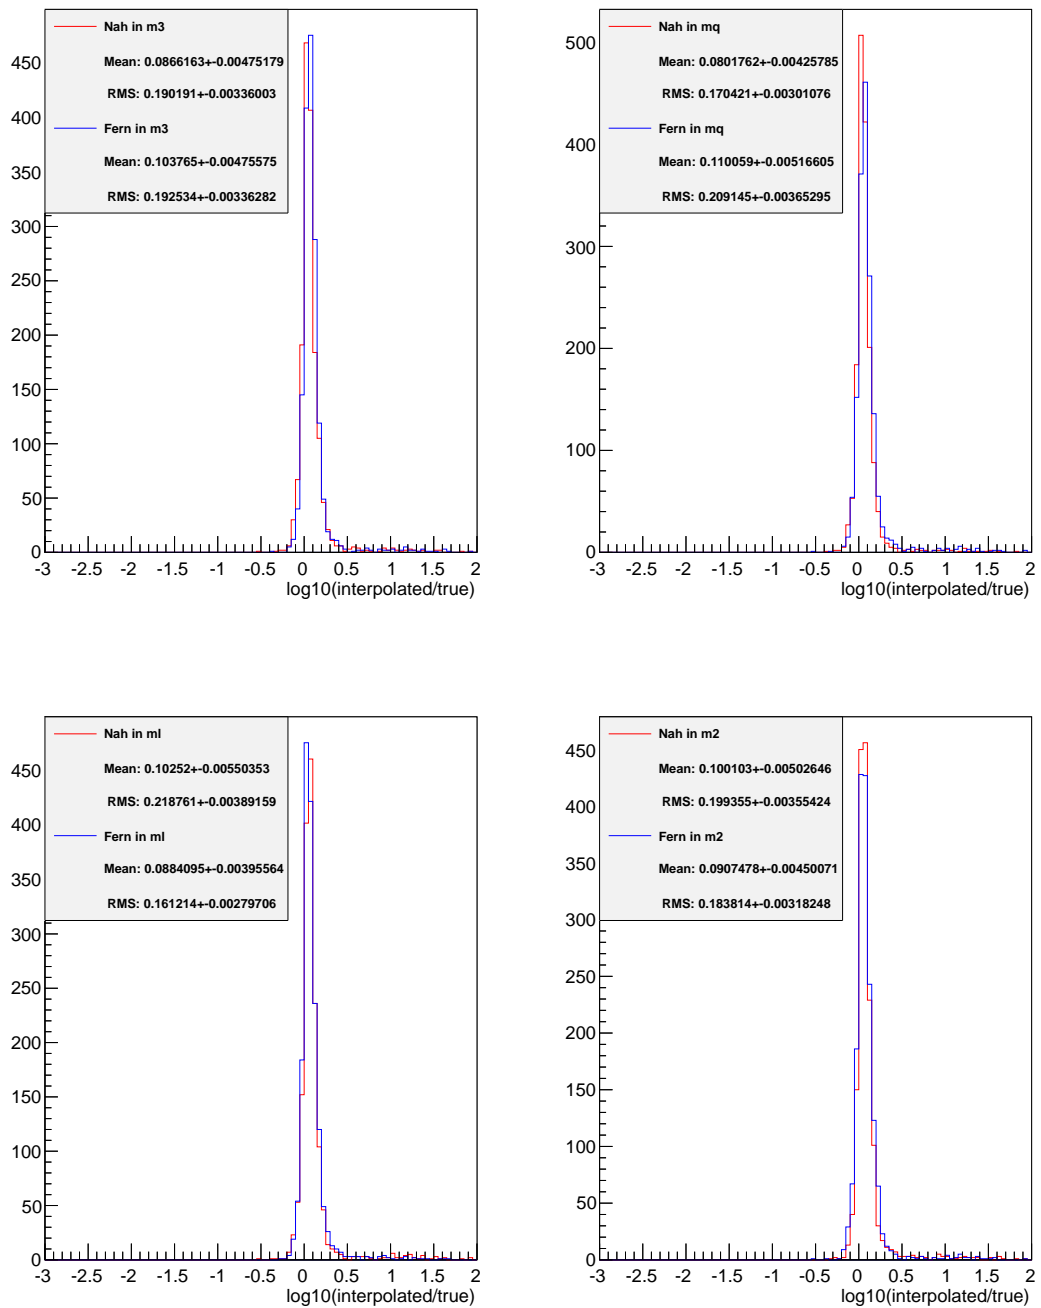 Nah in m3
Mean: 0.0866163+-0.00475179
RMS: 0.190191+-0.00336003
Fern in m3
Mean: 0.103765+-0.00475575
RMS: 0.192534+-0.00336282
450
400
350
300
250
200
150
100
50
0
-3 -2.5 -2 -1.5 -1 -0.5 0 0.5 1 1.5 2
log10(interpolated/true)
Nah in mq
Mean: 0.0801762+-0.00425785
RMS: 0.170421+-0.00301076
Fern in mq
Mean: 0.110059+-0.00516605
RMS: 0.209145+-0.00365295
500
400
300
200
100
0
-3 -2.5 -2 -1.5 -1 -0.5 0 0.5 1 1.5 2
log10(interpolated/true)
Nah in ml
Mean: 0.10252+-0.00550353
RMS: 0.218761+-0.00389159
Fern in ml
Mean: 0.0884095+-0.00395564
RMS: 0.161214+-0.00279706
450
400
350
300
250
200
150
100
50
0
-3 -2.5 -2 -1.5 -1 -0.5 0 0.5 1 1.5 2
log10(interpolated/true)
Nah in m2
Mean: 0.100103+-0.00502646
RMS: 0.199355+-0.00355424
Fern in m2
Mean: 0.0907478+-0.00450071
RMS: 0.183814+-0.00318248
450
400
350
300
250
200
150
100
50
0
-3 -2.5 -2 -1.5 -1 -0.5 0 0.5 1 1.5 2
log10(interpolated/true)